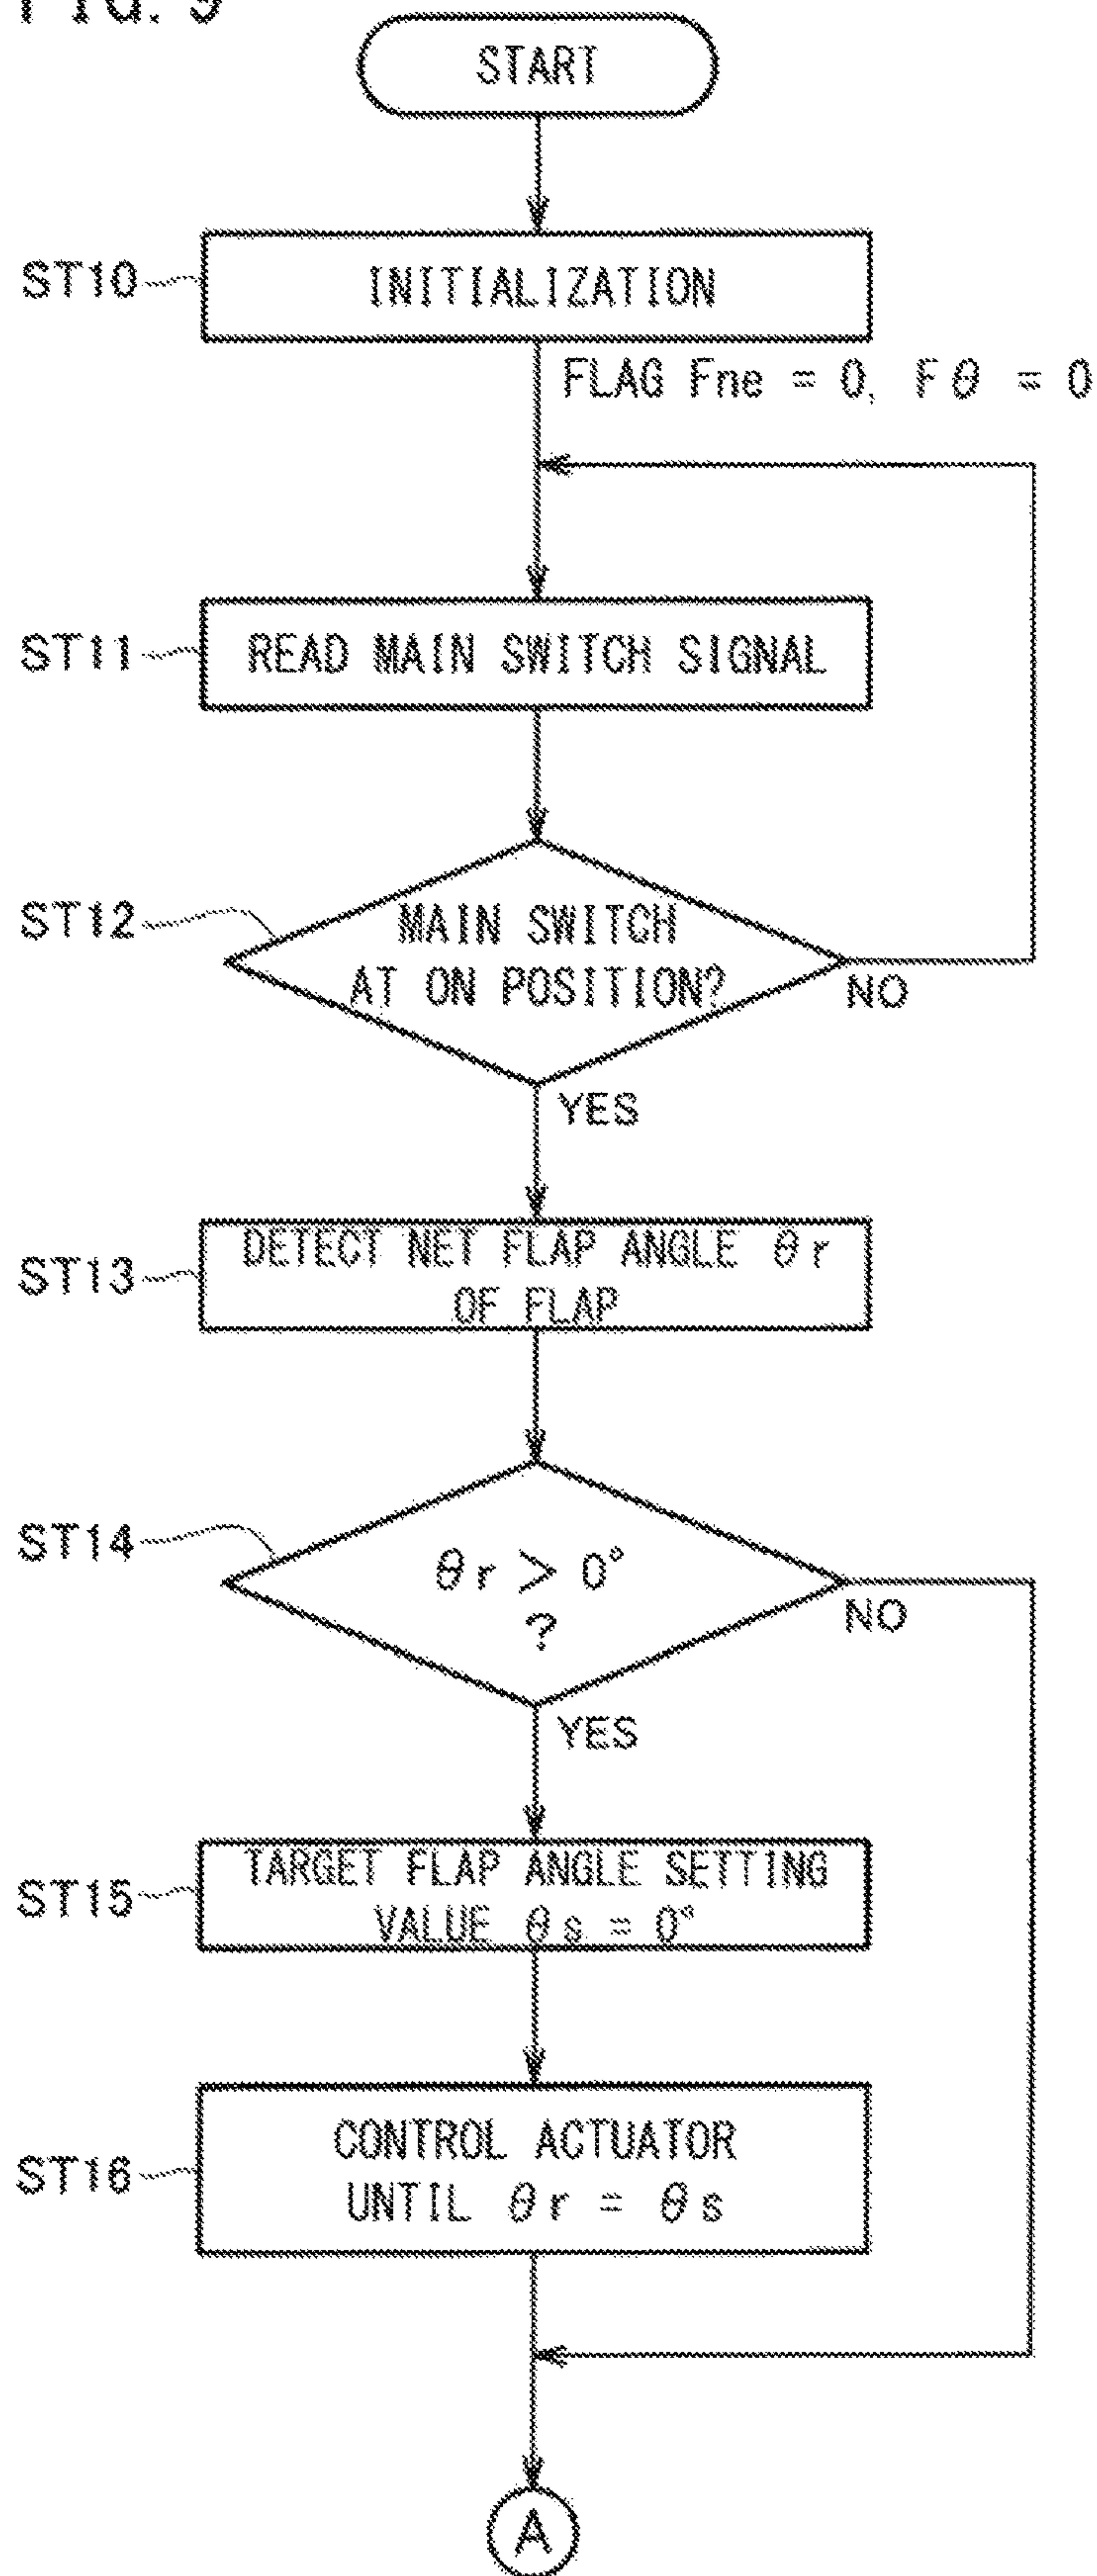 FIG. 9
START
ST10
INITIALIZATION
FLAG Fne = 0, Fθ = 0
ST11
READ MAIN SWITCH SIGNAL
ST12
MAIN SWITCH
AT ON POSITION?
NO
YES
ST13
DETECT NET FLAP ANGLE θr
OF FLAP
ST14
θr > 0°
?
NO
YES
ST15
TARGET FLAP ANGLE SETTING
VALUE θs = 0°
ST16
CONTROL ACTUATOR
UNTIL θr = θs
A